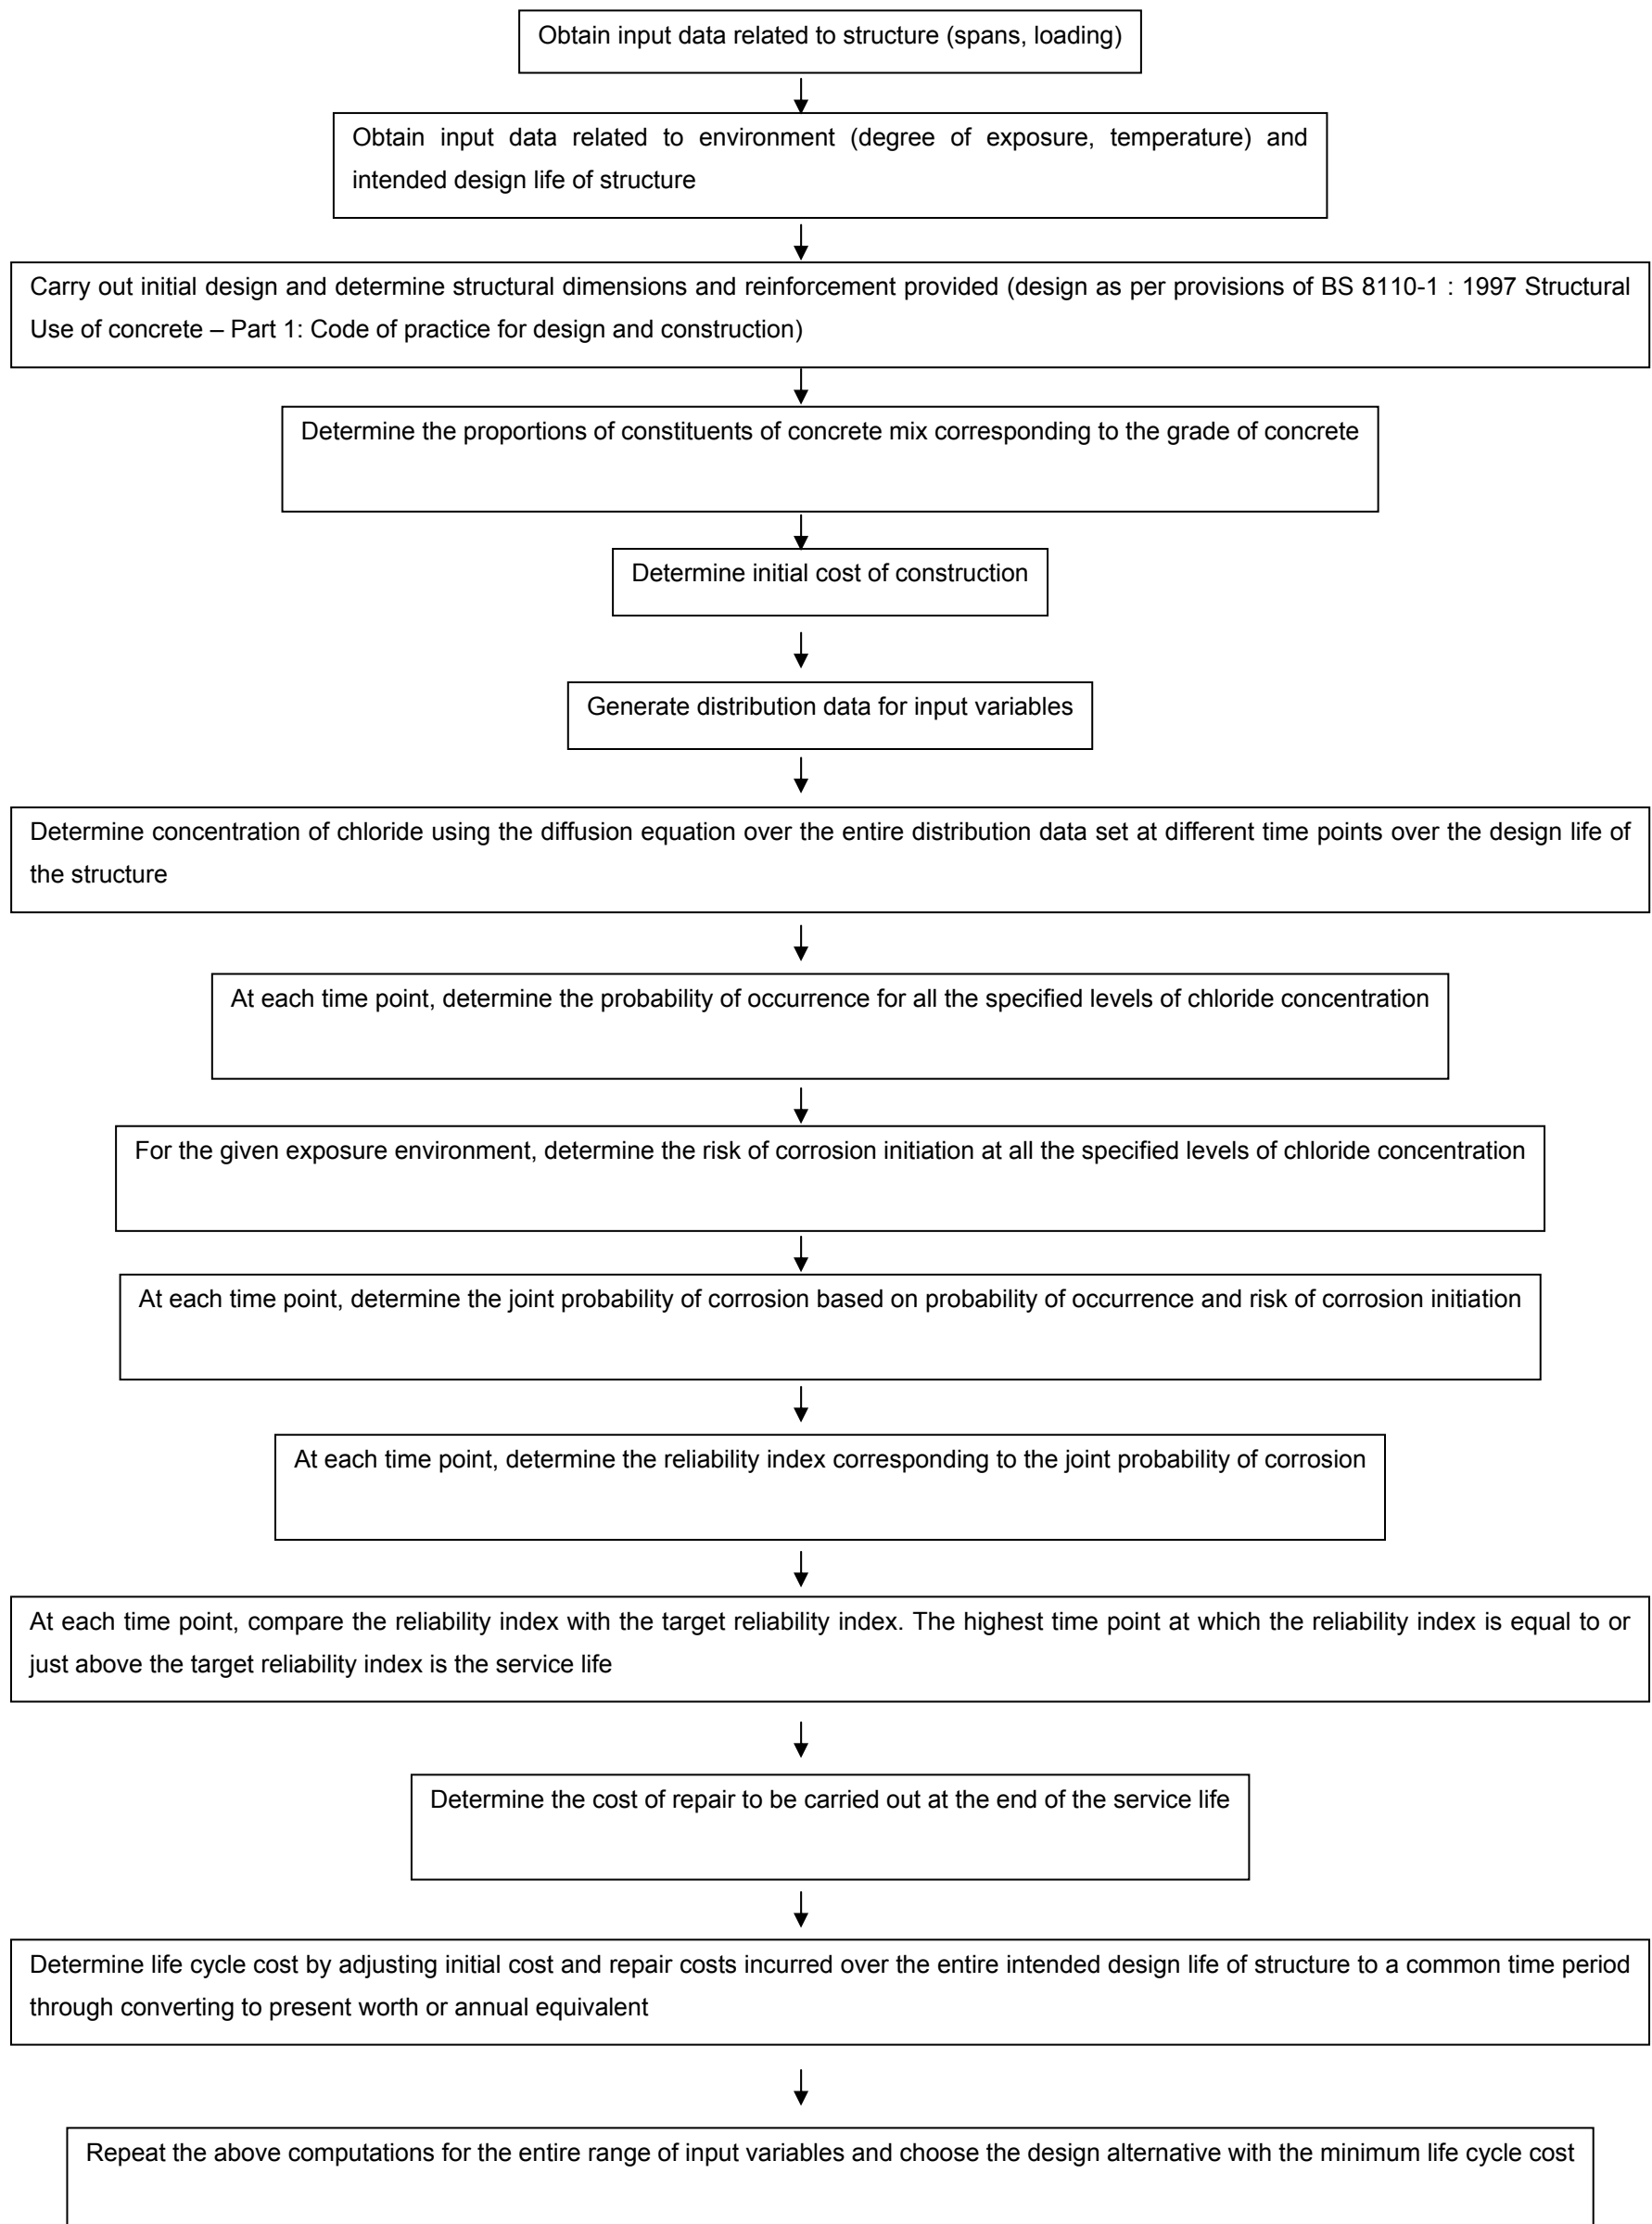 Obtain input data related to structure (spans, loading)
Obtain input data related to environment (degree of exposure, temperature) and
intended design life of structure
Carry out initial design and determine structural dimensions and reinforcement provided (design as per provisions of BS 8110-1 : 1997 Structural
Use of concrete – Part 1: Code of practice for design and construction)
Determine the proportions of constituents of concrete mix corresponding to the grade of concrete
Determine initial cost of construction
Generate distribution data for input variables
Determine concentration of chloride using the diffusion equation over the entire distribution data set at different time points over the design life of
the structure
At each time point, determine the probability of occurrence for all the specified levels of chloride concentration
For the given exposure environment, determine the risk of corrosion initiation at all the specified levels of chloride concentration
At each time point, determine the joint probability of corrosion based on probability of occurrence and risk of corrosion initiation
At each time point, determine the reliability index corresponding to the joint probability of corrosion
At each time point, compare the reliability index with the target reliability index. The highest time point at which the reliability index is equal to or
just above the target reliability index is the service life
Determine the cost of repair to be carried out at the end of the service life
Determine life cycle cost by adjusting initial cost and repair costs incurred over the entire intended design life of structure to a common time period
through converting to present worth or annual equivalent
Repeat the above computations for the entire range of input variables and choose the design alternative with the minimum life cycle cost